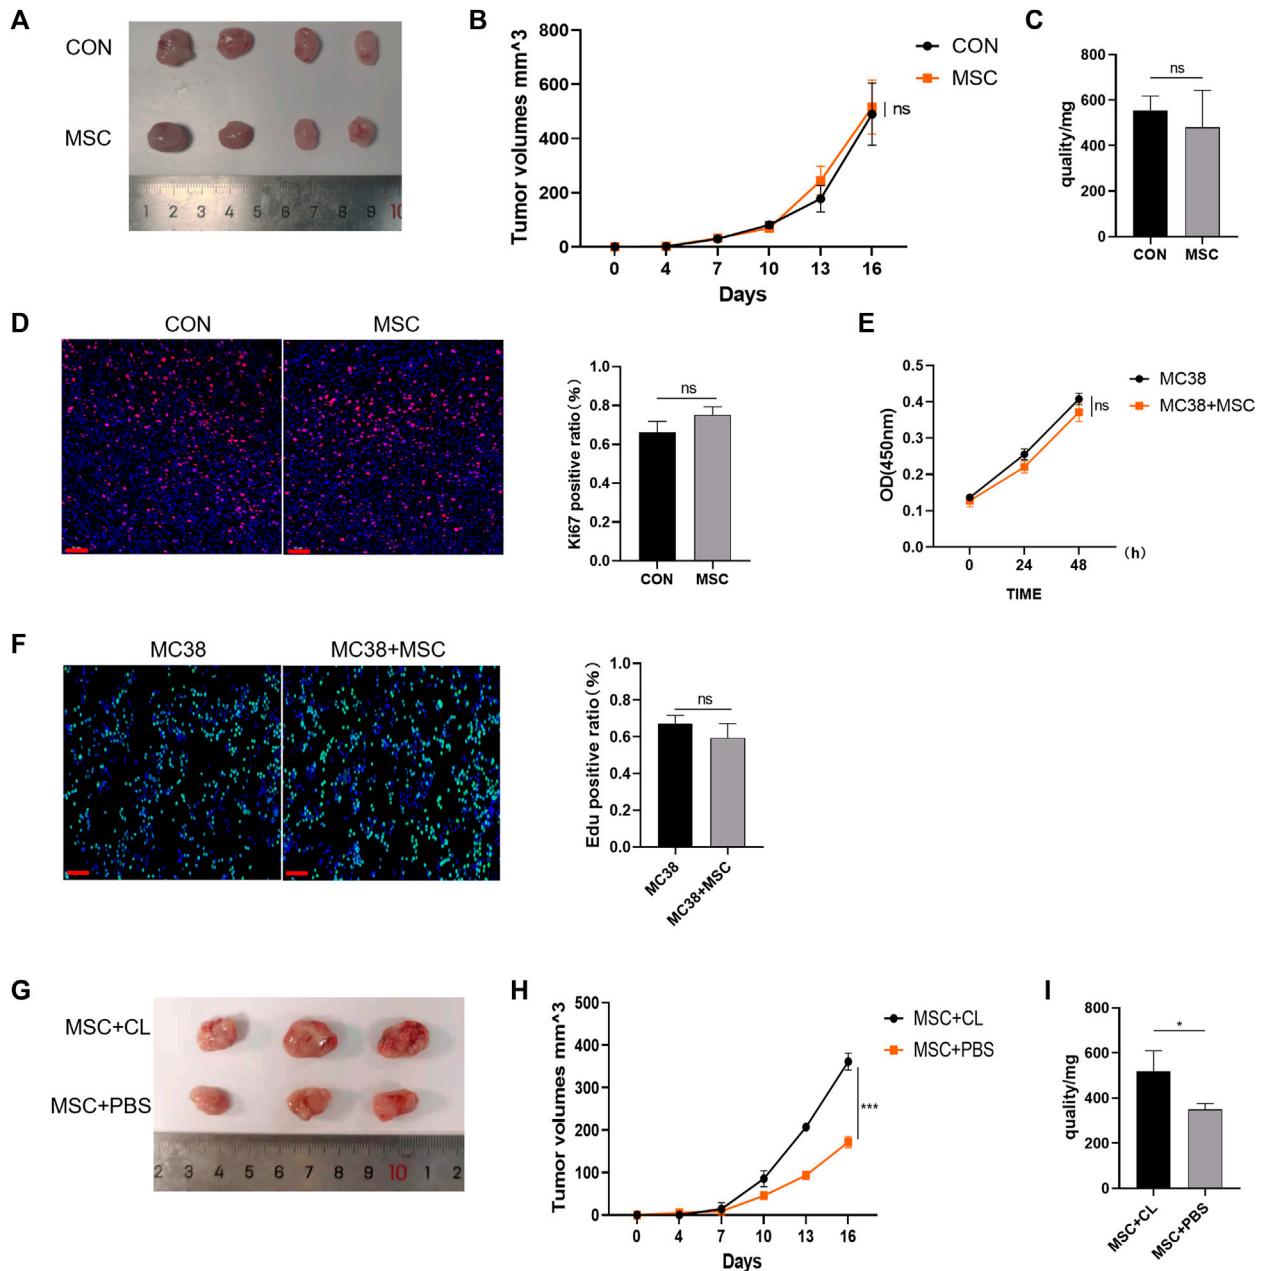 A
CON
MSC
1 2 3 4 5 6 7 8 9 10
B
Tumor volumes mm^3
800
600
400
200
0
0 4 7 10 13 16
Days
CON
MSC
ns
C
quality/mg
800
600
400
200
0
ns
CON MSC
D
CON MSC
Ki67 positive ratio(%)
1.0
0.8
0.6
0.4
0.2
0.0
ns
CON MSC
E
OD(450nm)
0.5
0.4
0.3
0.2
0.1
0.0
0 24 48 (h)
TIME
MC38
MC38+MSC
ns
F
MC38 MC38+MSC
Edu positive ratio(%)
1.0
0.8
0.6
0.4
0.2
0.0
ns
MC38 MC38+MSC
G
MSC+CL
MSC+PBS
2 3 4 5 6 7 8 9 10 1 2
H
Tumor volumes mm^3
500
400
300
200
100
0
0 4 7 10 13 16
Days
MSC+CL
MSC+PBS
***
I
quality/mg
800
600
400
200
0
*
MSC+CL MSC+PBS